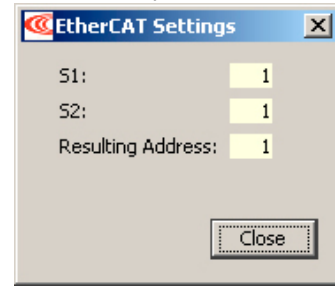 EtherCAT Settings
S1: 1
S2: 1
Resulting Address: 1
Close